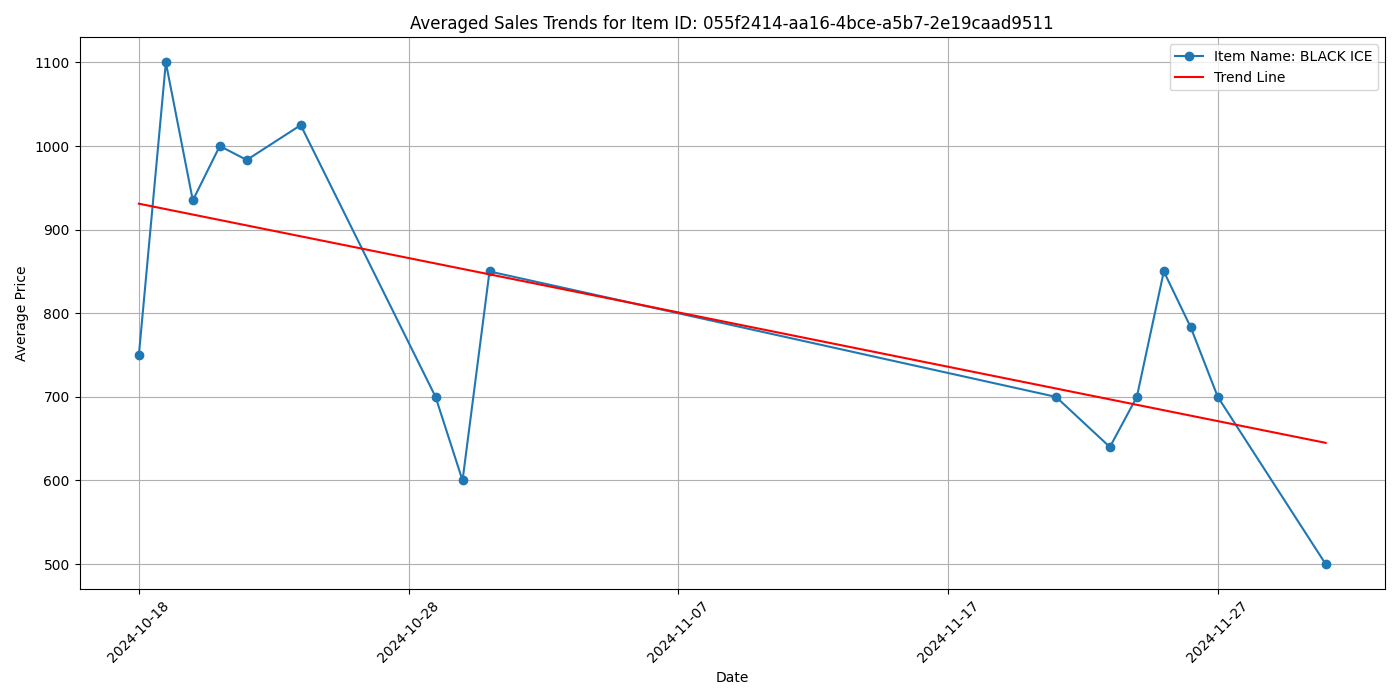 Averaged Sales Trends for Item ID: 055f2414-aa16-4bce-a5b7-2e19caad9511
Item Name: BLACK ICE
Trend Line
Average Price
1100
1000
900
800
700
600
500
2024-10-18
2024-10-28
2024-11-07
2024-11-17
2024-11-27
Date